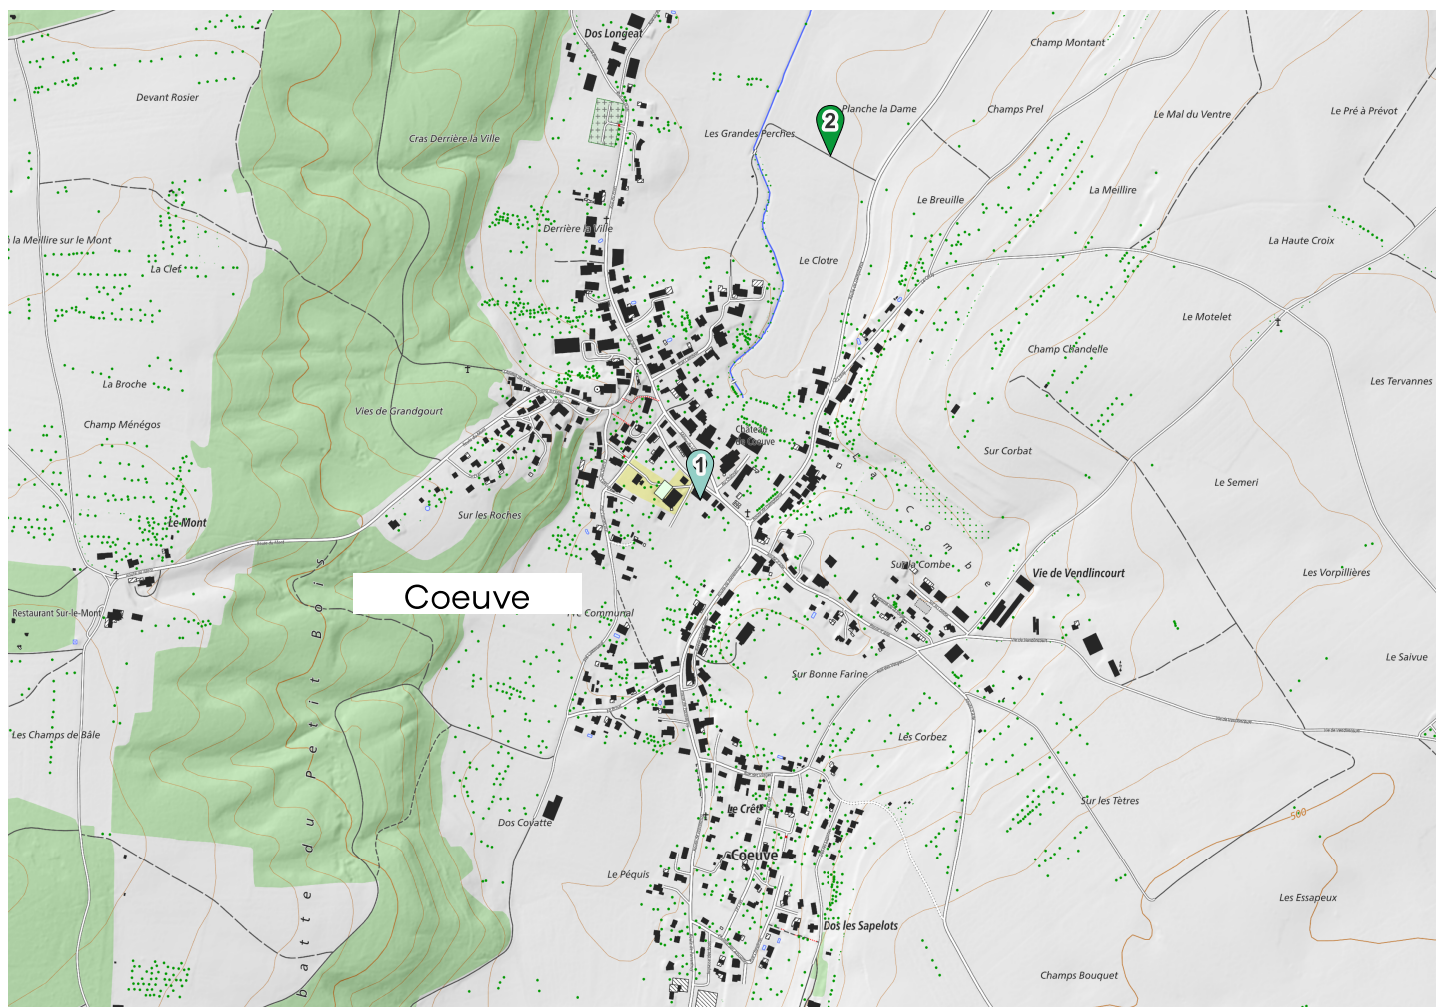 Dos Longeat
Champ Montant
Devant Rosier
Planche la Dame
Champs Prel
Le Mal du Ventre
Le Pré à Prévot
2
Les Grandes Perches
Cras Derrière la Ville
La Meillire
Le Breuille
Derrière la Ville
la Meillire sur le Mont
La Haute Croix
Le Clotre
La Clef
Le Motelet
Champ Chandelle
La Broche
Les Tervannes
Vies de Grandgourt
Champ Ménégos
Château
de Coeuve
Sur Corbat
1
La Combe
Le Semeri
Sur les Roches
Le Mont
Sur la Combe
Vie de Vendlincourt
Les Vorpillières
Coeuve
Restaurant Sur-le-Mont
Communal
Le Saivue
Sur Bonne Farine
Les Champs de Bâle
Les Corbez
batte du Petit Bois
Sur les Tètres
Le Crêt
500
Dos Covatte
Coeuve
Le Péquis
Les Essapeux
Dos les Sapelots
Champs Bouquet